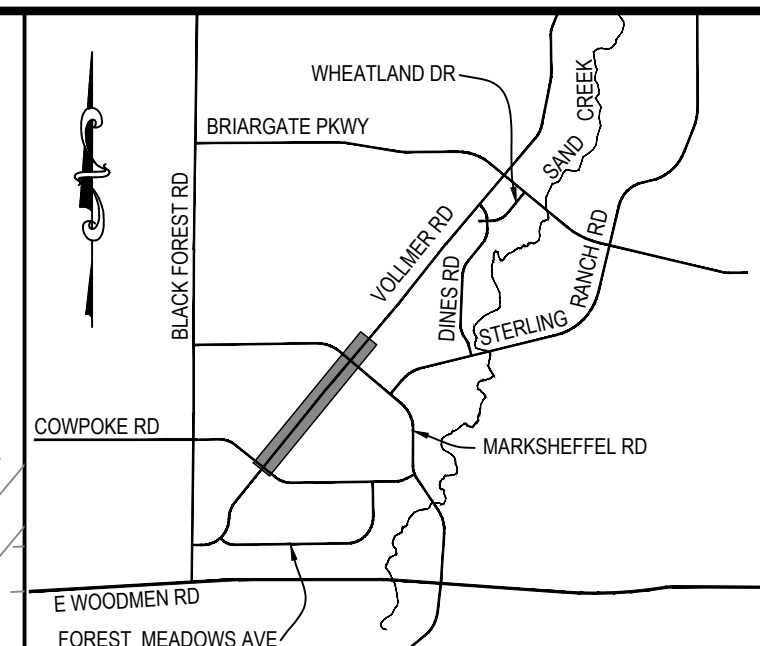 WHEATLAND DR
SAND CREEK
BRIARGATE PKWY
BLACK FOREST RD
VOLLMER RD
DINES RD
STERLING RANCH RD
COWPOKE RD
MARKSHEFFEL RD
E WOODMEN RD
FOREST MEADOWS AVE